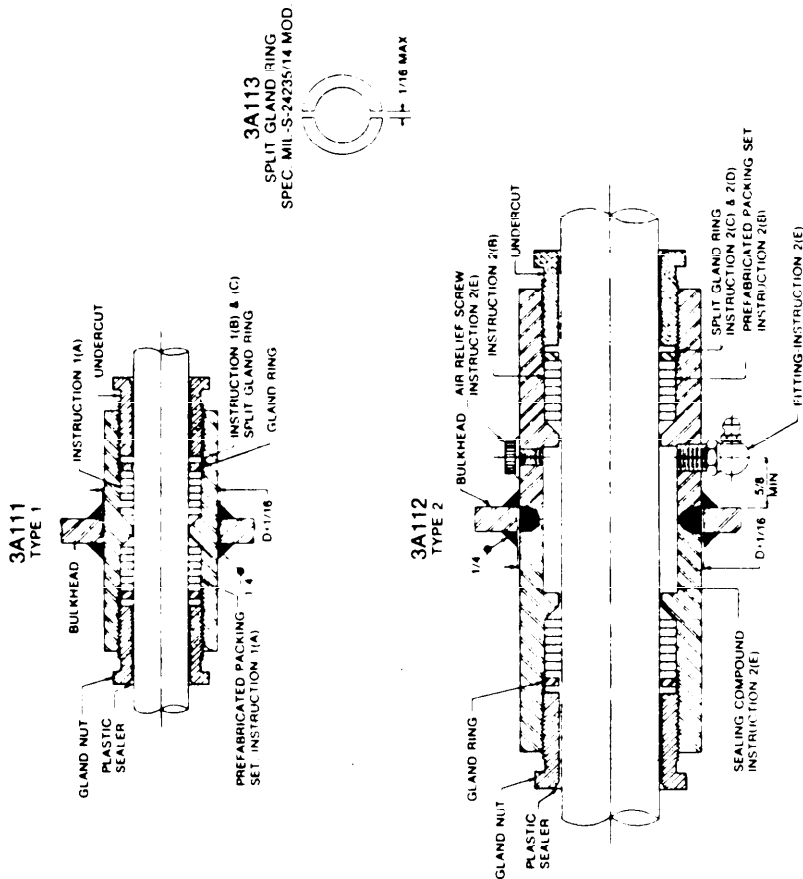 3A111
TYPE 1
BULKHEAD
INSTRUCTION 1(A)
UNDERCUT
GLAND NUT
PLASTIC
SEALER
PREFABRICATED PACKING
SET. INSTRUCTION 1(A)
1/4
D+1/16
INSTRUCTION 1(B) & (C)
SPLIT GLAND RING
GLAND RING
3A113
SPLIT GLAND RING
SPEC. MIL-S-24235/14 MOD.
1/16 MAX
3A112
TYPE 2
BULKHEAD
AIR RELIEF SCREW
INSTRUCTION 2(E)
INSTRUCTION 2(B)
UNDERCUT
1/4
GLAND RING
GLAND NUT
PLASTIC
SEALER
SEALING COMPOUND
INSTRUCTION 2(E)
D+1/16
5/8
MIN
SPLIT GLAND RING
INSTRUCTION 2(C) & 2(D)
PREFABRICATED PACKING SET
INSTRUCTION 2(B)
FITTING-INSTRUCTION 2(E)